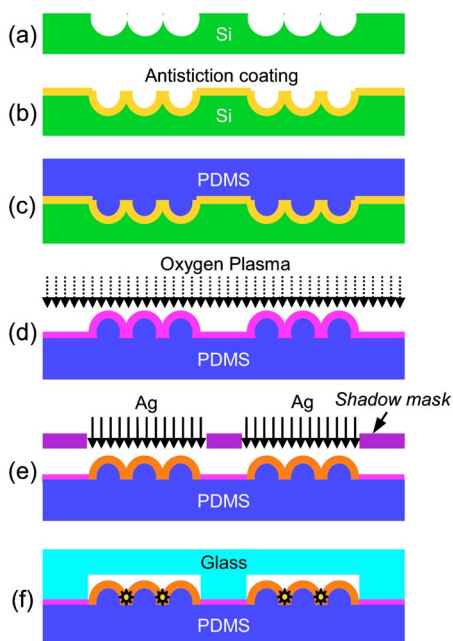 (a)
Si
Antistiction coating
(b)
Si
PDMS
(c)
Oxygen Plasma
(d)
PDMS
Ag Ag Shadow mask
(e)
PDMS
Glass
(f)
PDMS